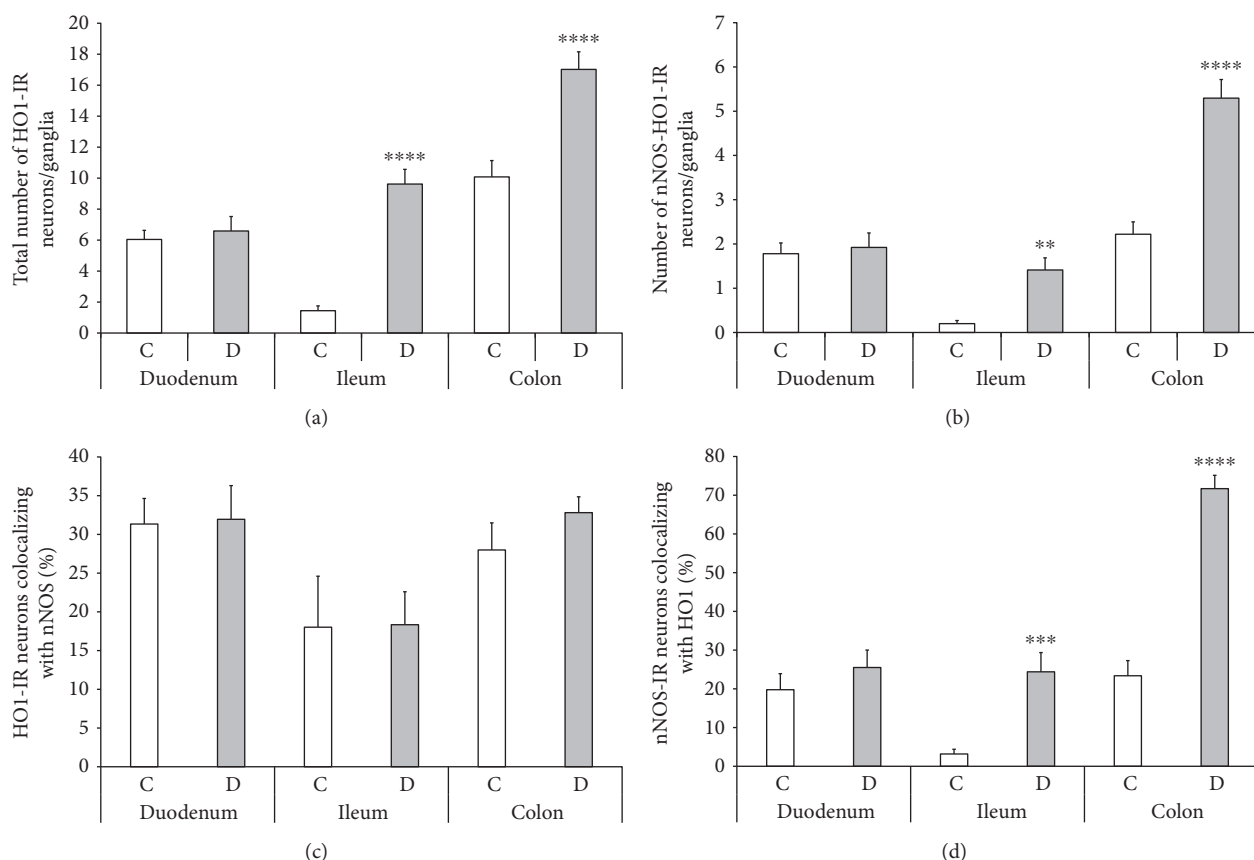 Total number of HO1-IR
neurons/ganglia
20
18
16
14
12
10
8
6
4
2
0
****
****
C
D
C
D
C
D
Duodenum
Ileum
Colon
(a)
Number of nNOS-HO1-IR
neurons/ganglia
7
6
5
4
3
2
1
0
**
****
C
D
C
D
C
D
Duodenum
Ileum
Colon
(b)
HO1-IR neurons colocalizing
with nNOS (%)
40
35
30
25
20
15
10
5
0
C
D
C
D
C
D
Duodenum
Ileum
Colon
(c)
nNOS-IR neurons colocalizing
with HO1 (%)
80
70
60
50
40
30
20
10
0
***
****
C
D
C
D
C
D
Duodenum
Ileum
Colon
(d)